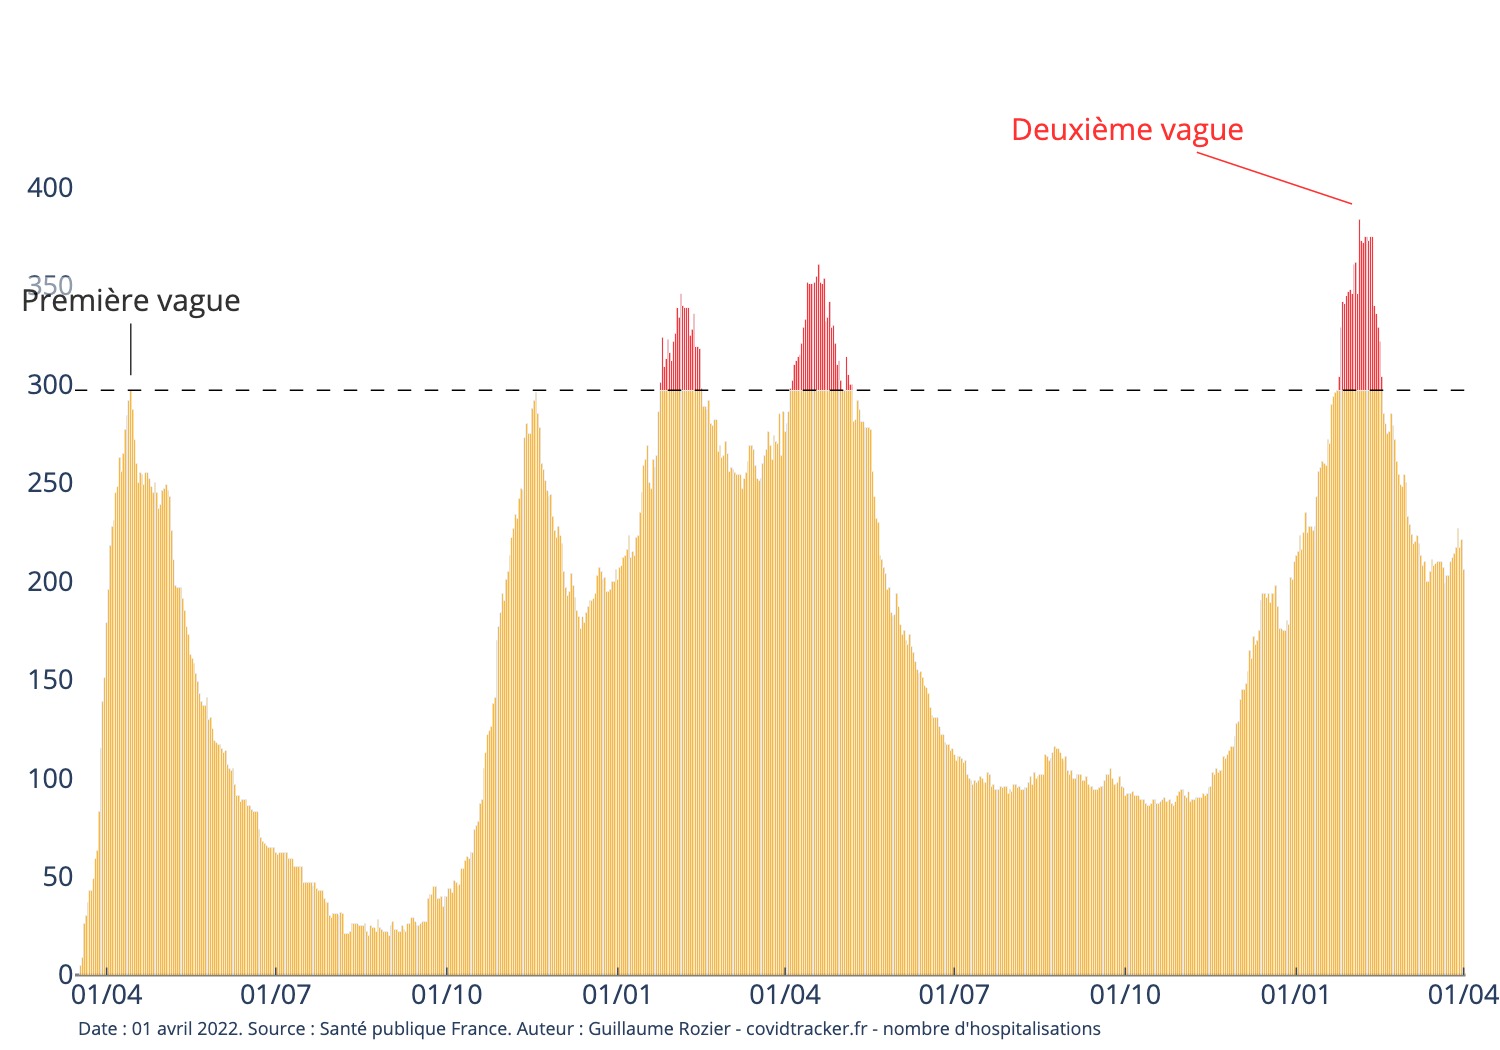 Deuxième vague
400
350
Première vague
300
250
200
150
100
50
0
01/04 01/07 01/10 01/01 01/04 01/07 01/10 01/01 01/04
Date : 01 avril 2022. Source : Santé publique France. Auteur : Guillaume Rozier - covidtracker.fr - nombre d'hospitalisations